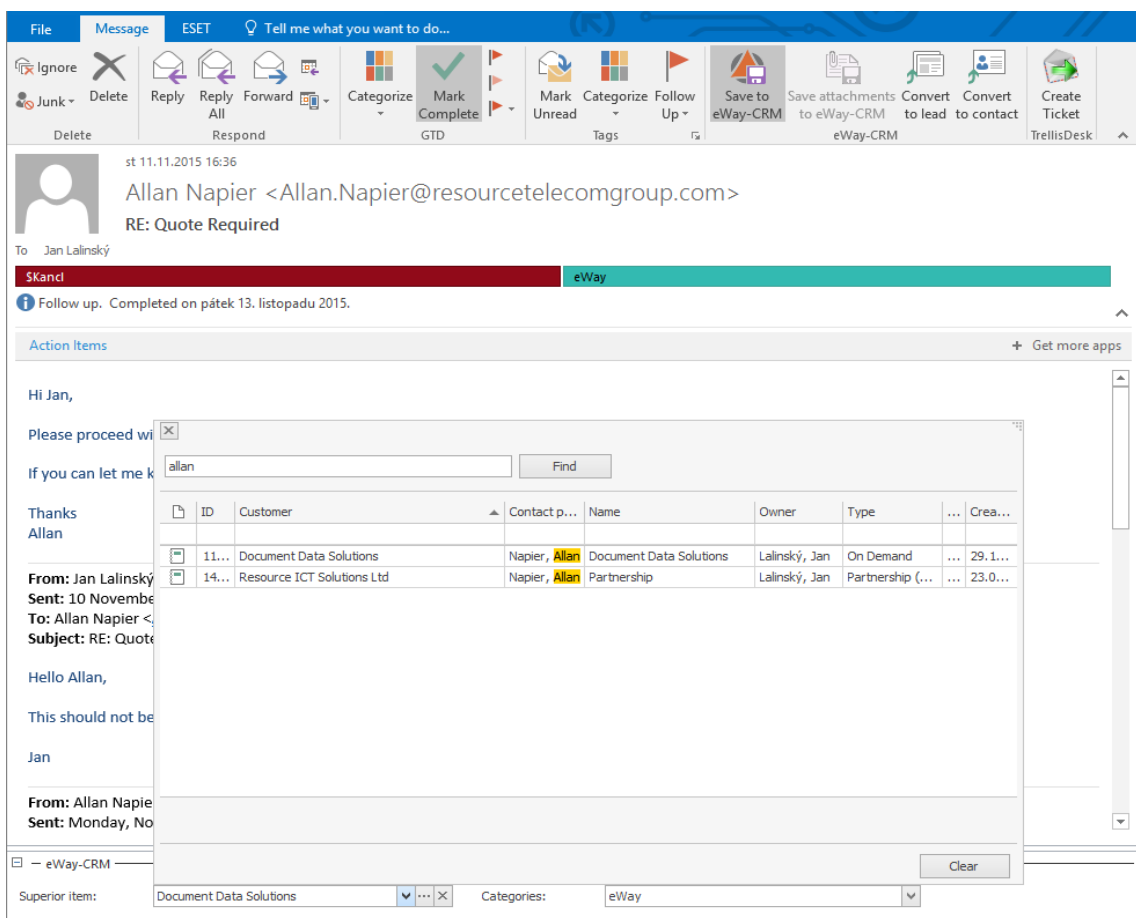 File Message ESET Tell me what you want to do...
Ignore
Junk
Delete
Reply
Reply All
Forward
Categorize
Mark Complete
Mark Unread
Categorize
Follow Up
Save to eWay-CRM
Save attachments to eWay-CRM
Convert to lead
Convert to contact
Create Ticket
Delete Respond GTD Tags eWay-CRM TrellisDesk
st 11.11.2015 16:36
Allan Napier <Allan.Napier@resourcetelecomgroup.com>
RE: Quote Required
To Jan Lalinský
$Kancl eWay
Follow up. Completed on pátek 13. listopadu 2015.
Action Items + Get more apps
Hi Jan,
Please proceed wi
If you can let me k
Thanks
Allan
From: Jan Lalinský
Sent: 10 Novembe
To: Allan Napier <
Subject: RE: Quote
Hello Allan,
This should not be
Jan
From: Allan Napie
Sent: Monday, No
allan Find
ID Customer Contact p... Name Owner Type ... Crea...
11... Document Data Solutions Napier, Allan Document Data Solutions Lalinský, Jan On Demand ... 29.1...
14... Resource ICT Solutions Ltd Napier, Allan Partnership Lalinský, Jan Partnership (... ... 23.0...
Clear
eWay-CRM
Superior item: Document Data Solutions ... Categories: eWay